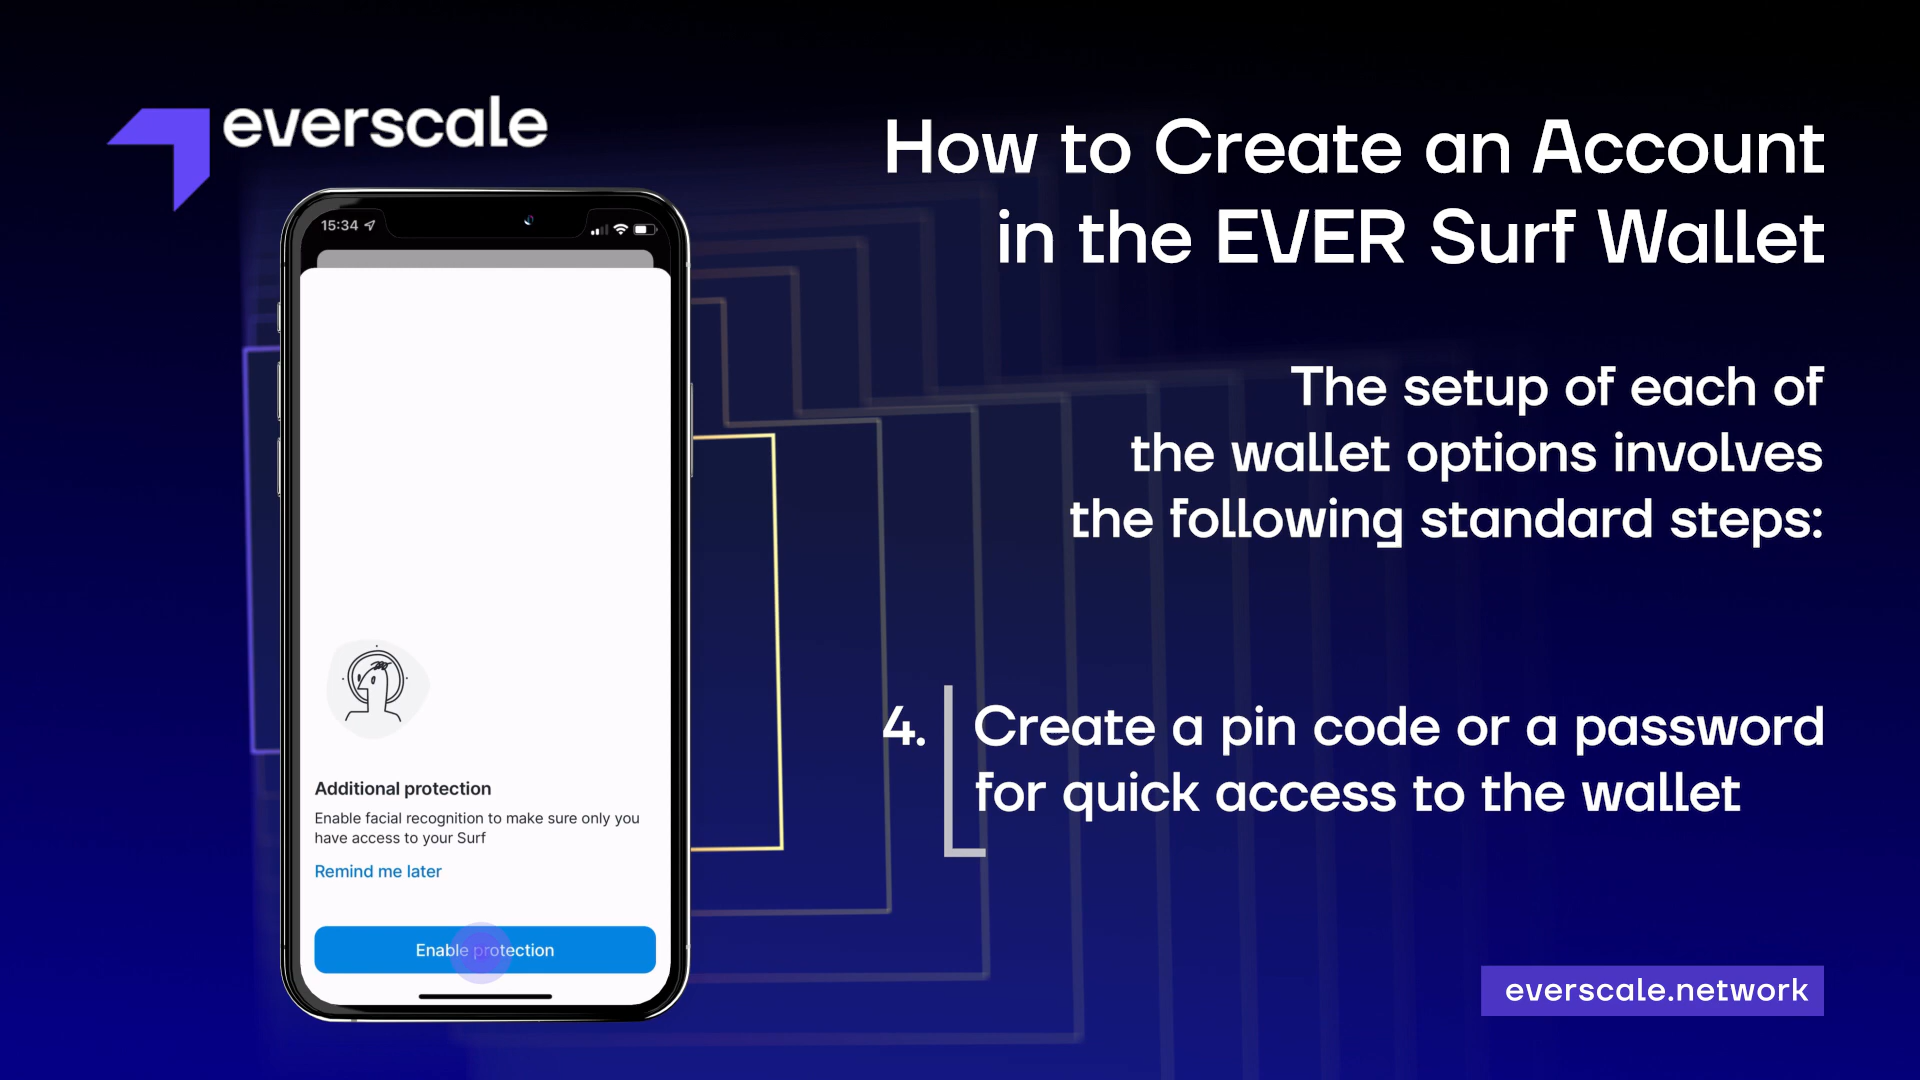 everscale
How to Create an Account
in the EVER Surf Wallet
15:34
The setup of each of
the wallet options involves
the following standard steps:
4. Create a pin code or a password
for quick access to the wallet
Additional protection
Enable facial recognition to make sure only you
have access to your Surf
Remind me later
Enable protection
everscale.network